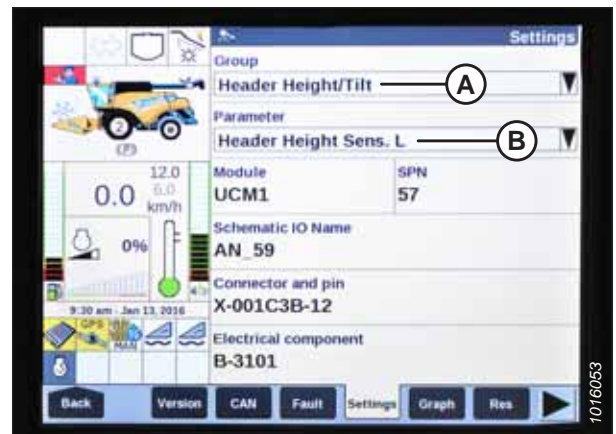 Settings
Group
Header Height/Tilt
A
Parameter
Header Height Sens. L
B
Module
SPN
UCM1
57
Schematic IO Name
AN_59
Connector and pin
X-001C3B-12
Electrical component
B-3101
2
(P)
12.0
6.0
0.0
km/h
0%
9:30 am - Jan 13, 2016
GPS
MAN
Back
Version
CAN
Fault
Settings
Graph
Res
1016053